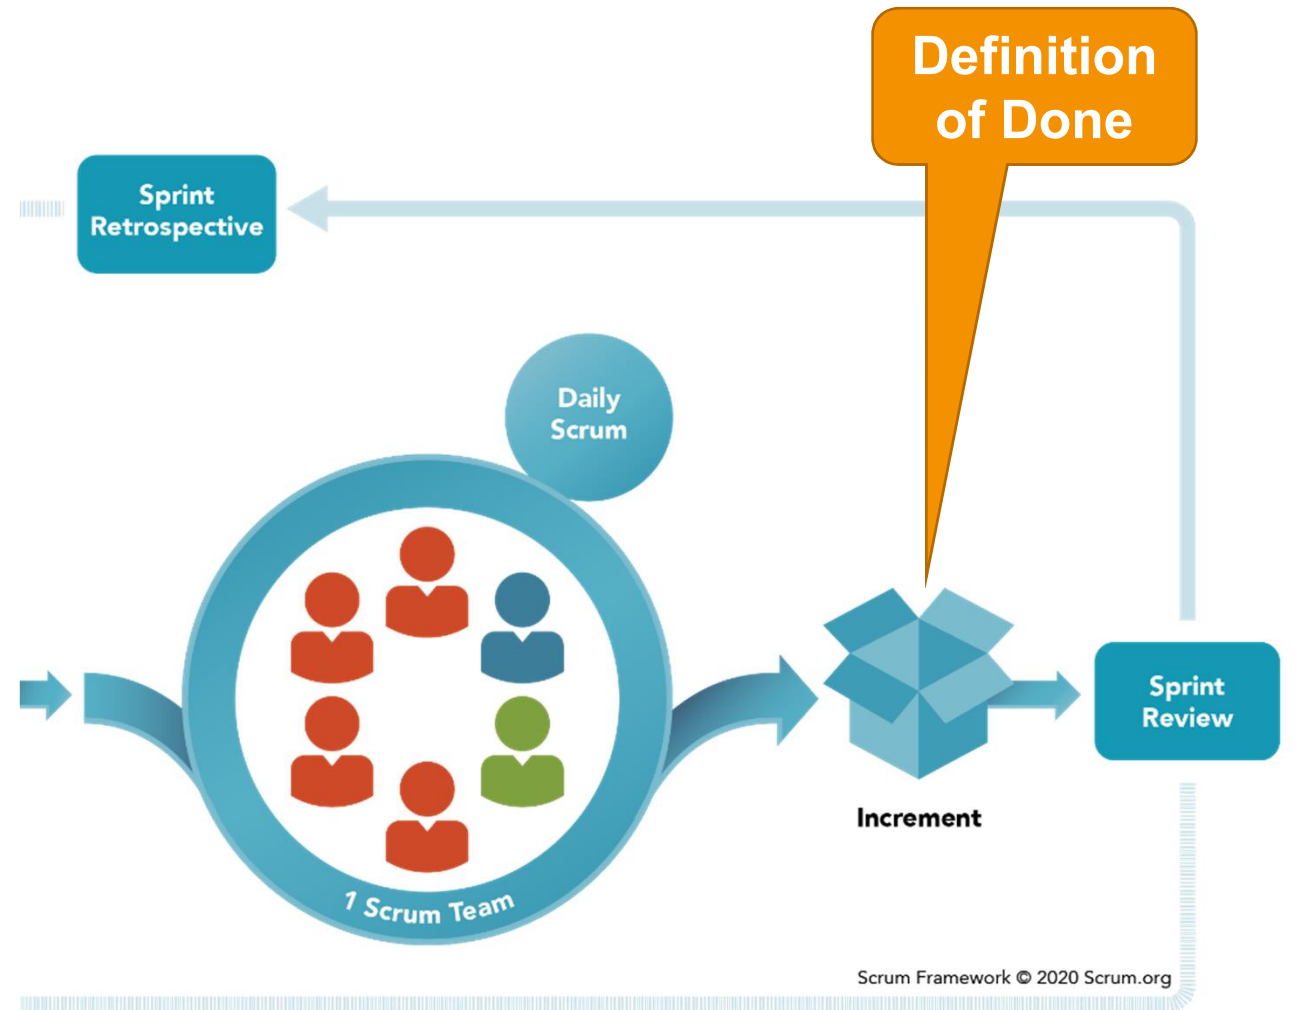 Definition
of Done
Sprint
Retrospective
Daily
Scrum
1 Scrum Team
Increment
Sprint
Review
Scrum Framework © 2020 Scrum.org